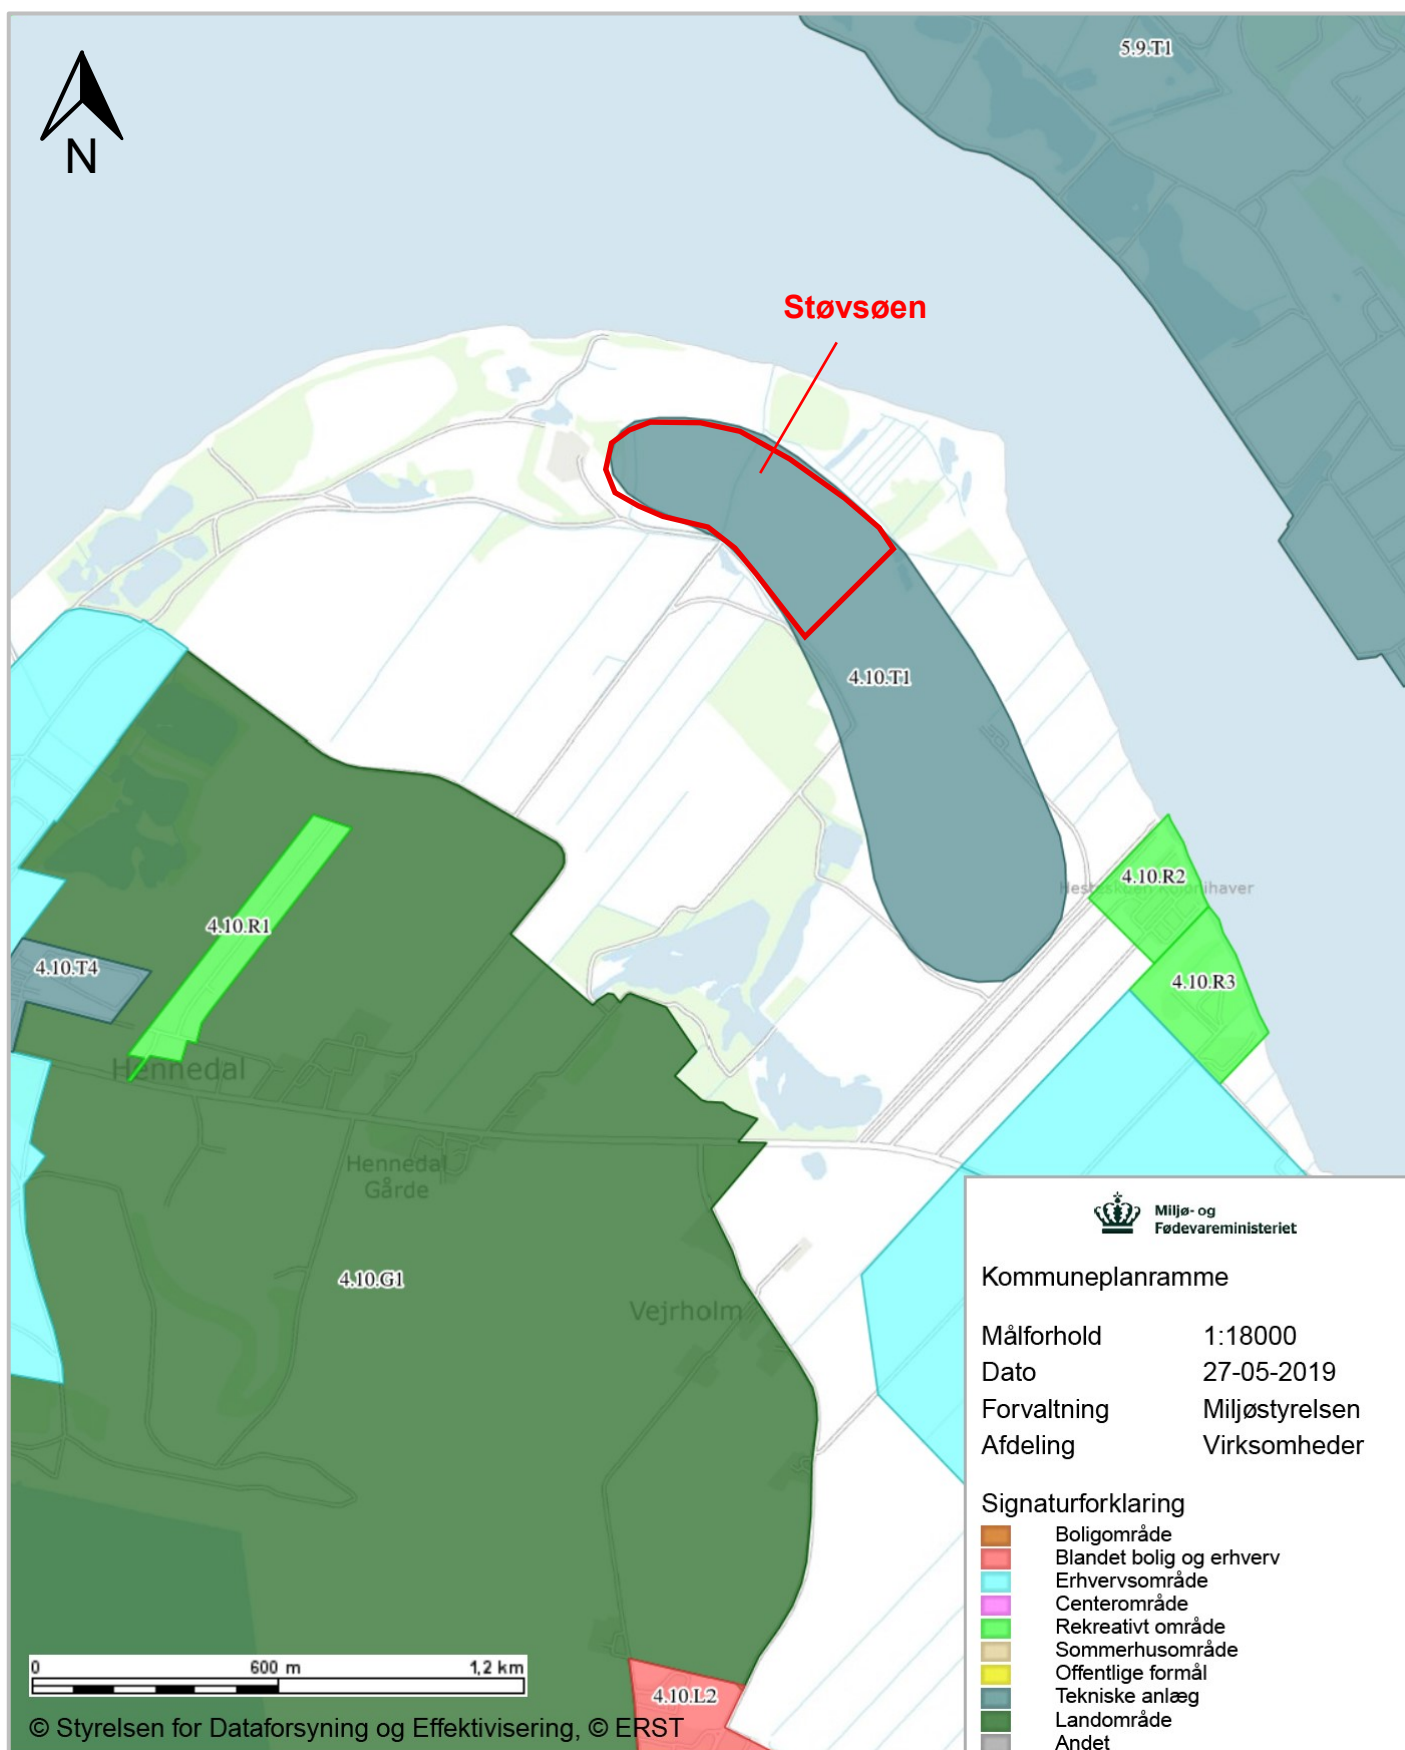 5.9.T1
N
Støvsøen
4.10.T1
4.10.R2
Hesteskoen Kolonihaver
4.10.R1
4.10.T4
4.10.R3
Hennedal
Hennedal
Gårde
4.10.G1
Vejrholm
4.10.L2
0 600 m 1,2 km
© Styrelsen for Dataforsyning og Effektivisering, © ERST
Miljø- og
Fødevareministeriet
Kommuneplanramme
Målforhold 1:18000
Dato 27-05-2019
Forvaltning Miljøstyrelsen
Afdeling Virksomheder
Signaturforklaring
Boligområde
Blandet bolig og erhverv
Erhvervsområde
Centerområde
Rekreativt område
Sommerhusområde
Offentlige formål
Tekniske anlæg
Landområde
Andet